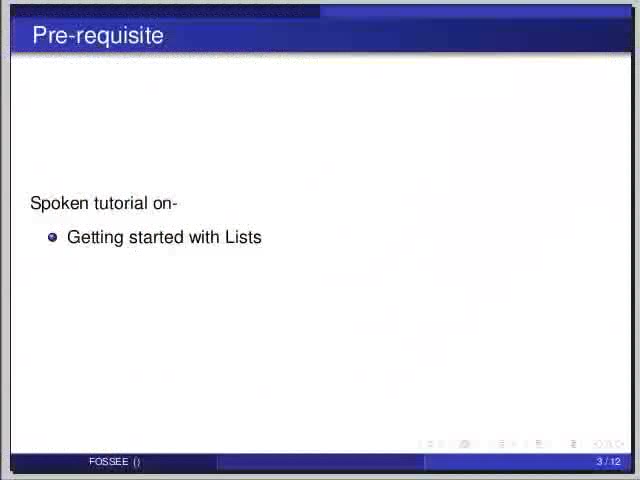 Pre-requisite
Spoken tutorial on-
Getting started with Lists
FOSSEE ()
3 / 12